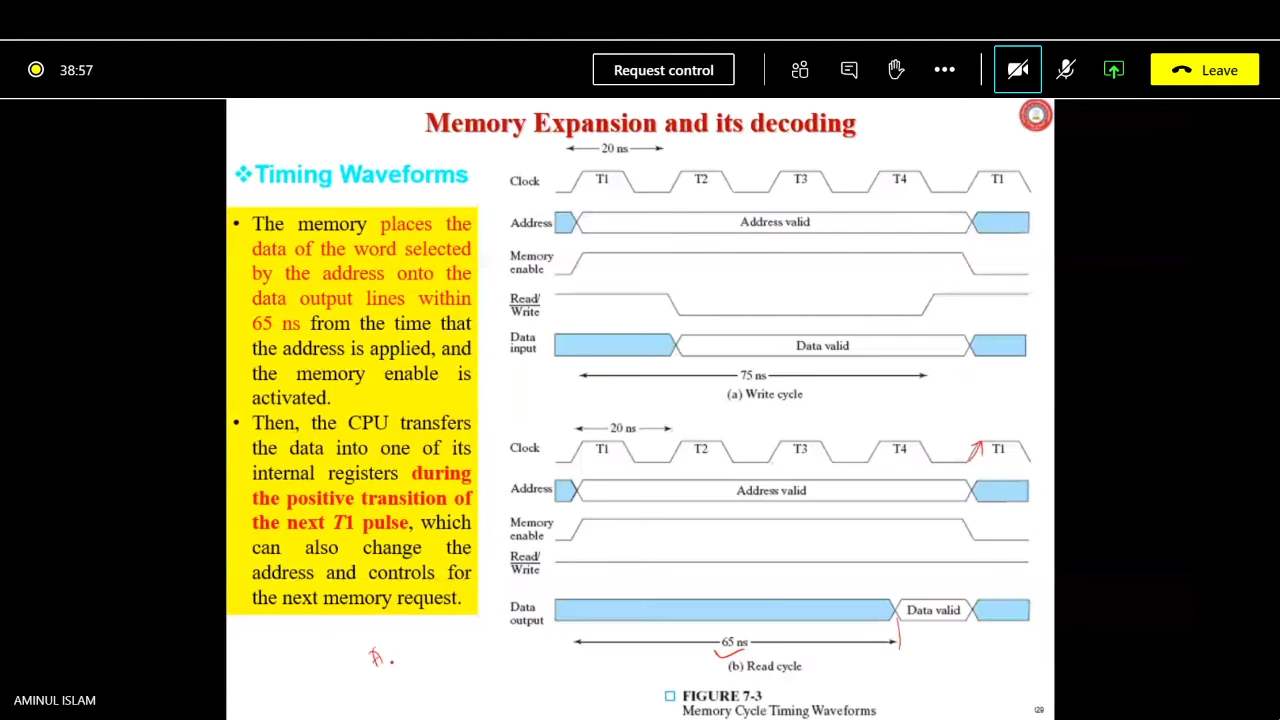 38:57
Request control
Leave
Memory Expansion and its decoding
❖Timing Waveforms
• The memory places the
data of the word selected
by the address onto the
data output lines within
65 ns from the time that
the address is applied, and
the memory enable is
activated.
• Then, the CPU transfers
the data into one of its
internal registers during
the positive transition of
the next T1 pulse, which
can also change the
address and controls for
the next memory request.
20 ns
Clock T1 T2 T3 T4 T1
Address Address valid
Memory
enable
Read/
Write
Data
input Data valid
75 ns
(a) Write cycle
20 ns
Clock T1 T2 T3 T4 T1
Address Address valid
Memory
enable
Read/
Write
Data
output Data valid
65 ns
(b) Read cycle
A.
FIGURE 7-3
Memory Cycle Timing Waveforms
AMINUL ISLAM